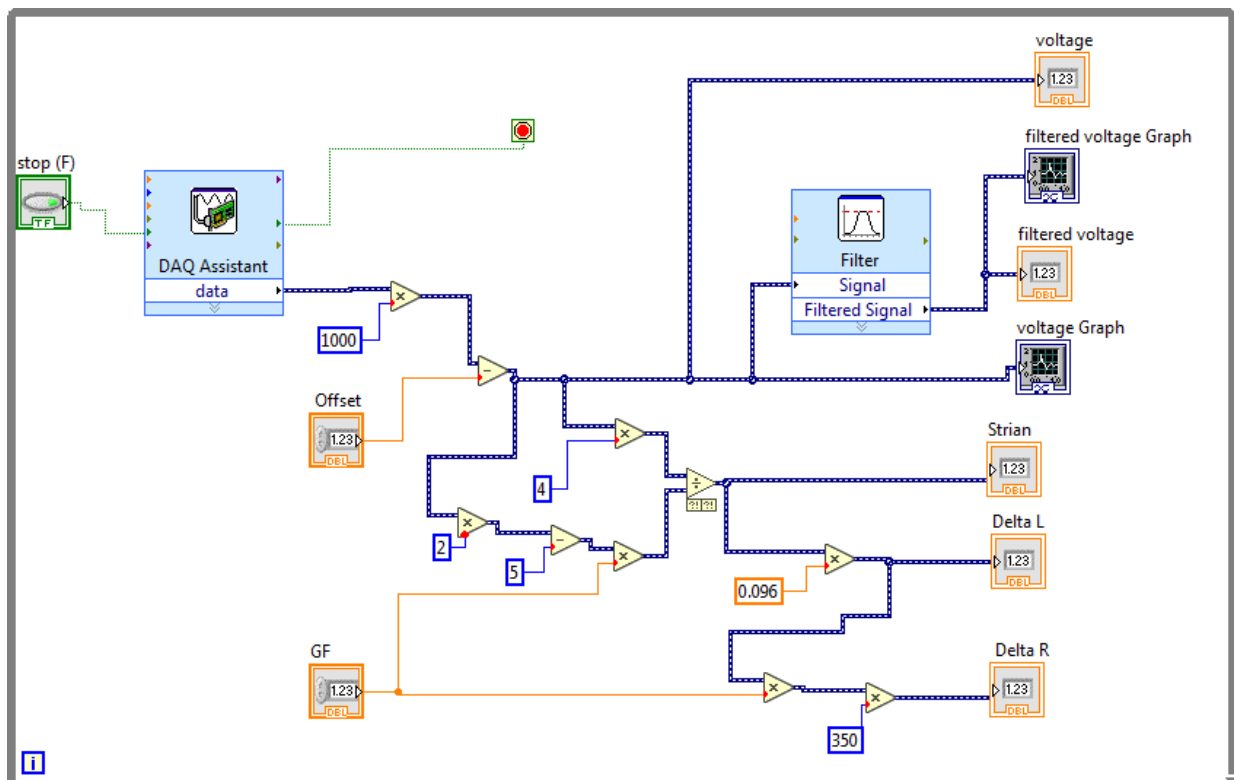 voltage
1.23
DBL
filtered voltage Graph
stop (F)
TF
DAQ Assistant
data
Filter
Signal
Filtered Signal
filtered voltage
1.23
DBL
1000
voltage Graph
Offset
1.23
DBL
4
Strian
1.23
DBL
2
5
Delta L
1.23
DBL
0.096
GF
1.23
DBL
Delta R
1.23
DBL
350
i